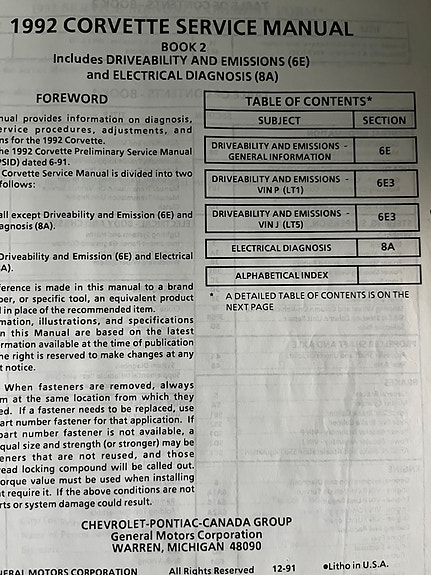 1992 CORVETTE SERVICE MANUAL
BOOK 2
Includes DRIVEABILITY AND EMISSIONS (6E)
and ELECTRICAL DIAGNOSIS (8A)
FOREWORD
nual provides information on diagnosis,
ervice procedures, adjustments, and
ns for the 1992 Corvette.
he 1992 Corvette Preliminary Service Manual
PSID) dated 6-91.
Corvette Service Manual is divided into two
follows:
all except Driveability and Emission (6E) and
agnosis (8A).
Driveability and Emission (6E) and Electrical
A).
ference is made in this manual to a brand
ber, or specific tool, an equivalent product
d in place of the recommended item.
mation, illustrations, and specifications
n this Manual are based on the latest
rmation available at the time of publication
he right is reserved to make changes at any
t notice.
When fasteners are removed, always
m at the same location from which they
ed. If a fastener needs to be replaced, use
art number fastener for that application. If
part number fastener is not available, a
qual size and strength (or stronger) may be
eners that are not reused, and those
read locking compound will be called out.
orque value must be used when installing
t require it. If the above conditions are not
rts or system damage could result.
TABLE OF CONTENTS*
SUBJECT SECTION
DRIVEABILITY AND EMISSIONS -
GENERAL INFORMATION 6E
DRIVEABILITY AND EMISSIONS -
VIN P (LT1) 6E3
DRIVEABILITY AND EMISSIONS -
VIN J (LT5) 6E3
ELECTRICAL DIAGNOSIS 8A
ALPHABETICAL INDEX
* A DETAILED TABLE OF CONTENTS IS ON THE
NEXT PAGE
CHEVROLET-PONTIAC-CANADA GROUP
General Motors Corporation
WARREN, MICHIGAN 48090
NERAL MOTORS CORPORATION All Rights Reserved 12-91 •Litho in U.S.A.